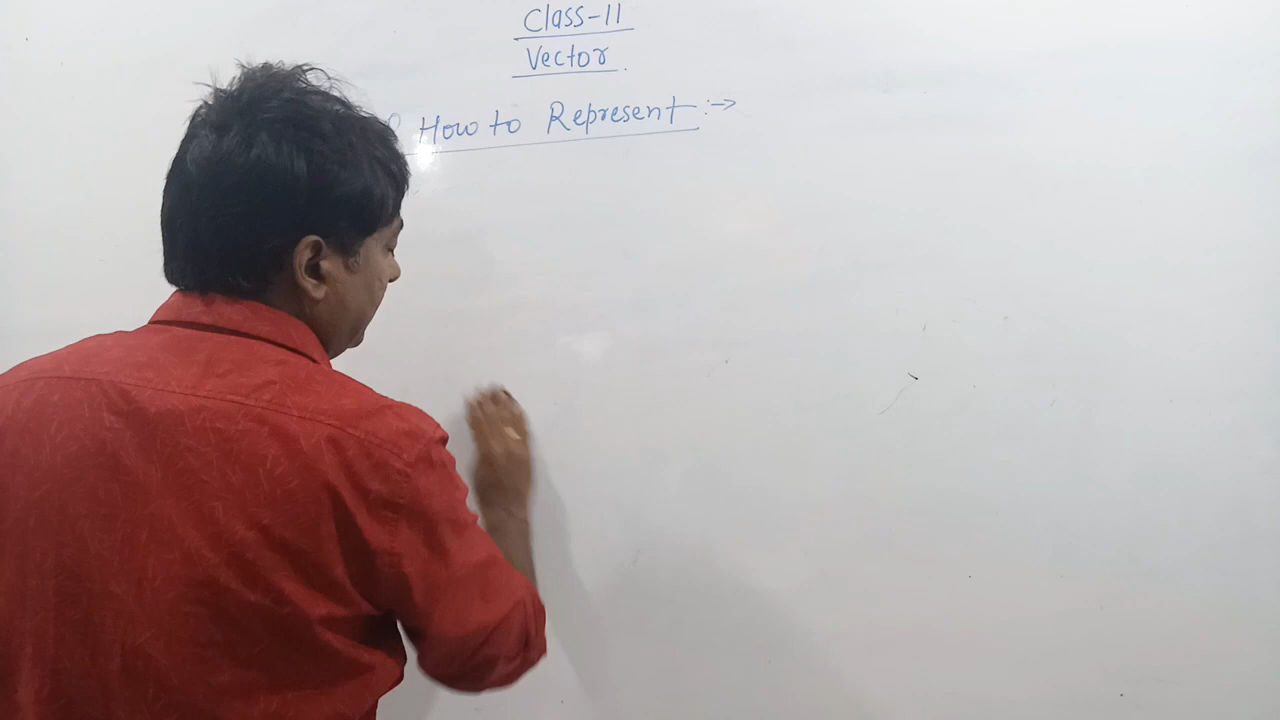 Class-11
Vector.
How to Represent :→